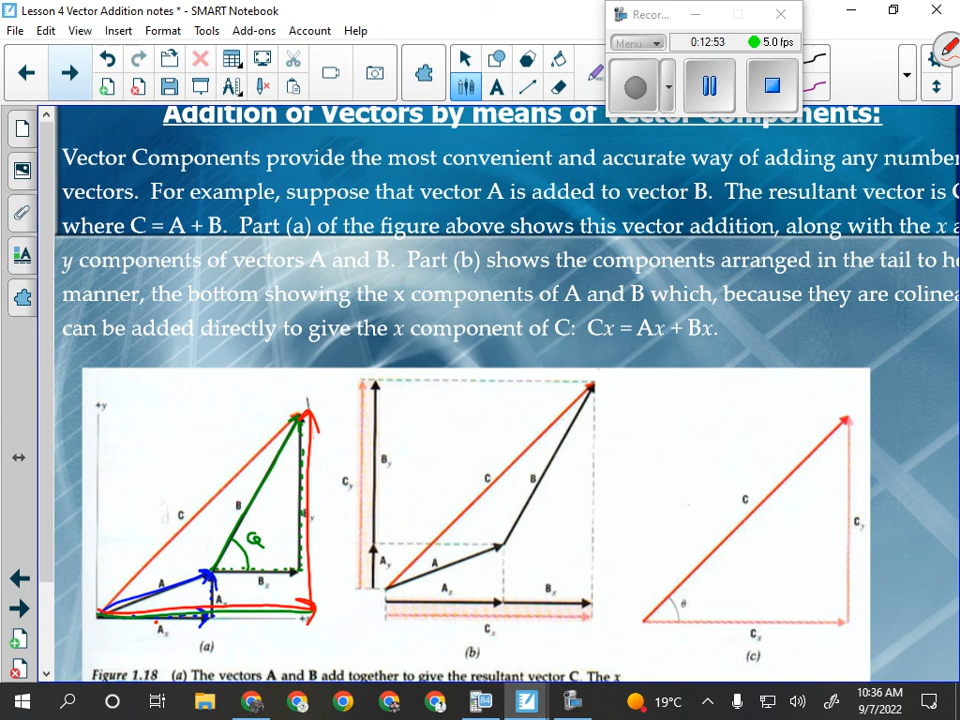 Lesson 4 Vector Addition notes * - SMART Notebook
Recor...
File Edit View Insert Format Tools Add-ons Account Help
Menu 0:12:53 5.0 fps
Addition of Vectors by means of Vector Components:
Vector Components provide the most convenient and accurate way of adding any number
vectors. For example, suppose that vector A is added to vector B. The resultant vector is C
where C = A + B. Part (a) of the figure above shows this vector addition, along with the x a
y components of vectors A and B. Part (b) shows the components arranged in the tail to he
manner, the bottom showing the x components of A and B which, because they are colinea
can be added directly to give the x component of C: Cx = Ax + Bx.
+y
C
B
A
Bx
Ax
(a)
Cy
By
C
B
Ay
A
Ax
Bx
Cx
(b)
C
Cy
θ
Cx
(c)
Figure 1.18 (a) The vectors A and B add together to give the resultant vector C. The x
19°C
10:36 AM
9/7/2022